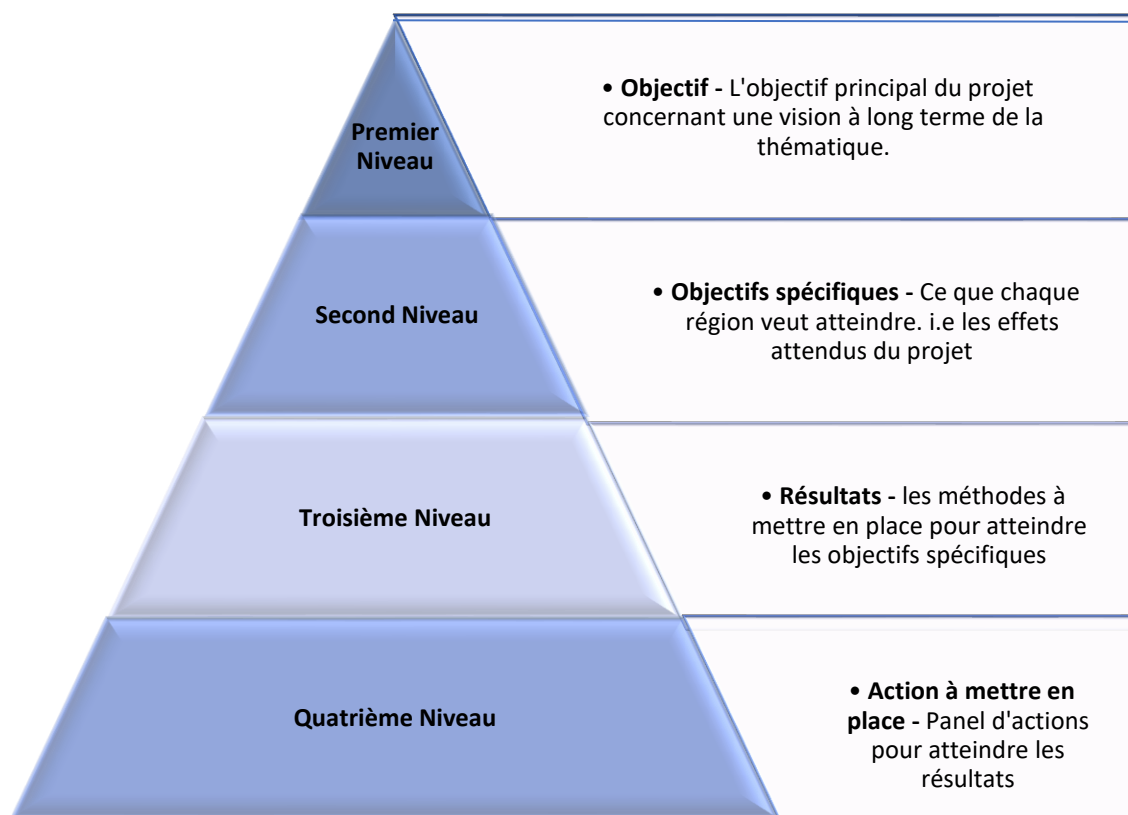 Premier
Niveau
• Objectif - L'objectif principal du projet
concernant une vision à long terme de la
thématique.
Second Niveau
• Objectifs spécifiques - Ce que chaque
région veut atteindre. i.e les effets
attendus du projet
Troisième Niveau
• Résultats - les méthodes à
mettre en place pour atteindre
les objectifs spécifiques
Quatrième Niveau
• Action à mettre en
place - Panel d'actions
pour atteindre les
résultats